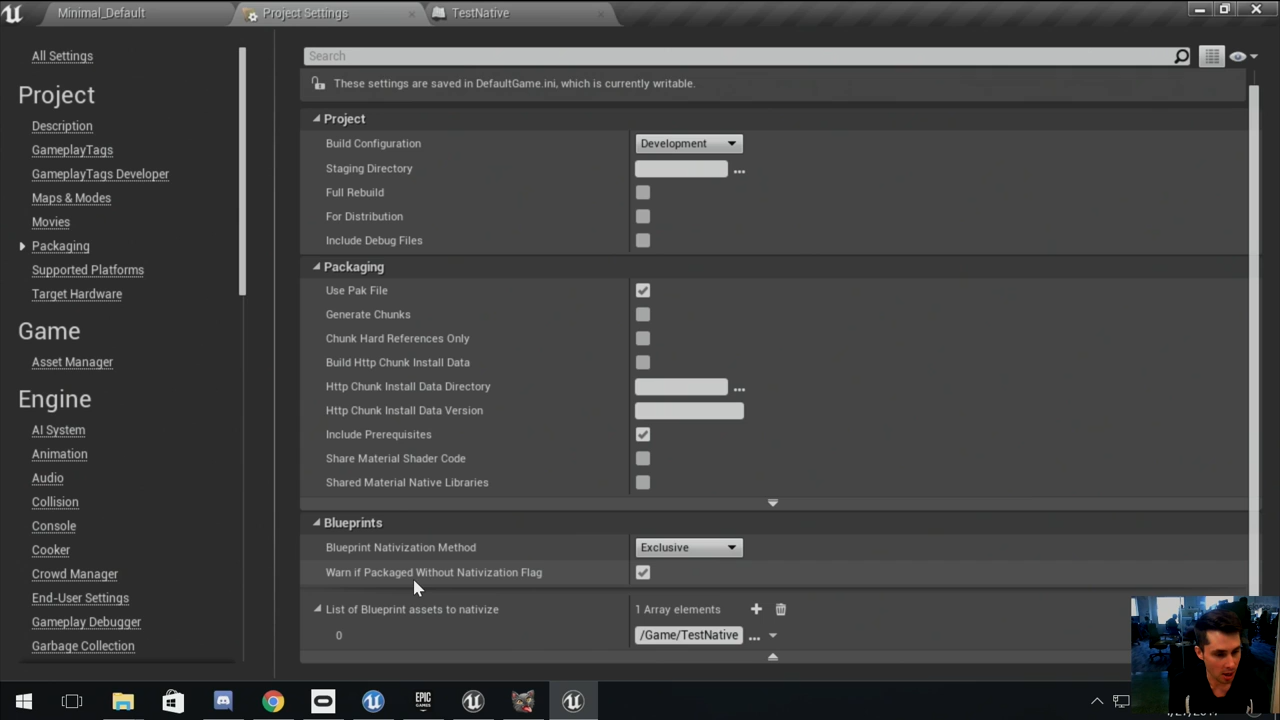 Minimal_Default
Project Settings
TestNative
All Settings
Project
Description
GameplayTags
GameplayTags Developer
Maps & Modes
Movies
Packaging
Supported Platforms
Target Hardware
Game
Asset Manager
Engine
AI System
Animation
Audio
Collision
Console
Cooker
Crowd Manager
End-User Settings
Gameplay Debugger
Garbage Collection
Search
These settings are saved in DefaultGame.ini, which is currently writable.
Project
Build Configuration Development
Staging Directory ...
Full Rebuild
For Distribution
Include Debug Files
Packaging
Use Pak File
Generate Chunks
Chunk Hard References Only
Build Http Chunk Install Data
Http Chunk Install Data Directory ...
Http Chunk Install Data Version
Include Prerequisites
Share Material Shader Code
Shared Material Native Libraries
Blueprints
Blueprint Nativization Method Exclusive
Warn if Packaged Without Nativization Flag
List of Blueprint assets to nativize 1 Array elements
0 /Game/TestNative ...
EPIC GAMES